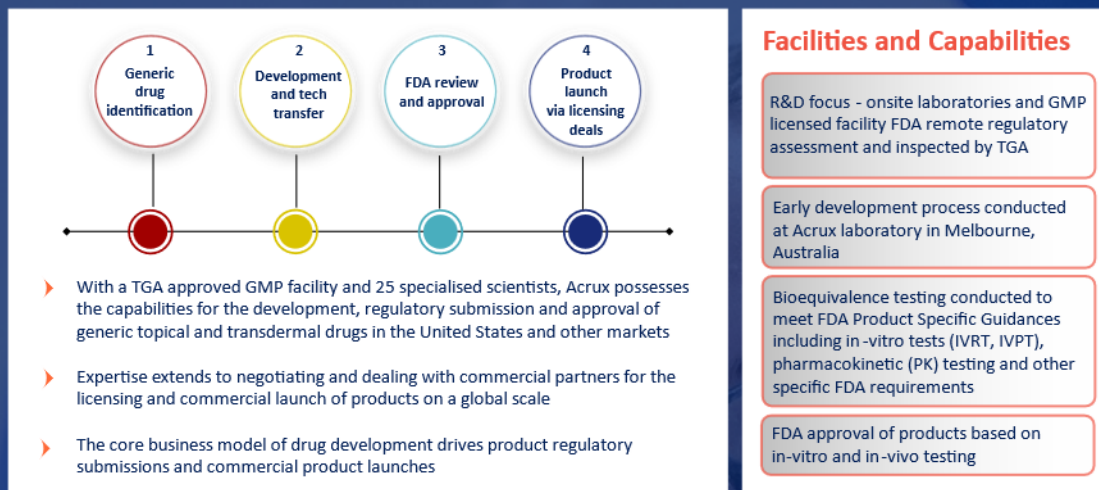 1
Generic
drug
identification
2
Development
and tech
transfer
3
FDA review
and approval
4
Product
launch
via licensing
deals
With a TGA approved GMP facility and 25 specialised scientists, Acrux possesses
the capabilities for the development, regulatory submission and approval of
generic topical and transdermal drugs in the United States and other markets
Expertise extends to negotiating and dealing with commercial partners for the
licensing and commercial launch of products on a global scale
The core business model of drug development drives product regulatory
submissions and commercial product launches
Facilities and Capabilities
R&D focus - onsite laboratories and GMP
licensed facility FDA remote regulatory
assessment and inspected by TGA
Early development process conducted
at Acrux laboratory in Melbourne,
Australia
Bioequivalence testing conducted to
meet FDA Product Specific Guidances
including in-vitro tests (IVRT, IVPT),
pharmacokinetic (PK) testing and other
specific FDA requirements
FDA approval of products based on
in-vitro and in-vivo testing